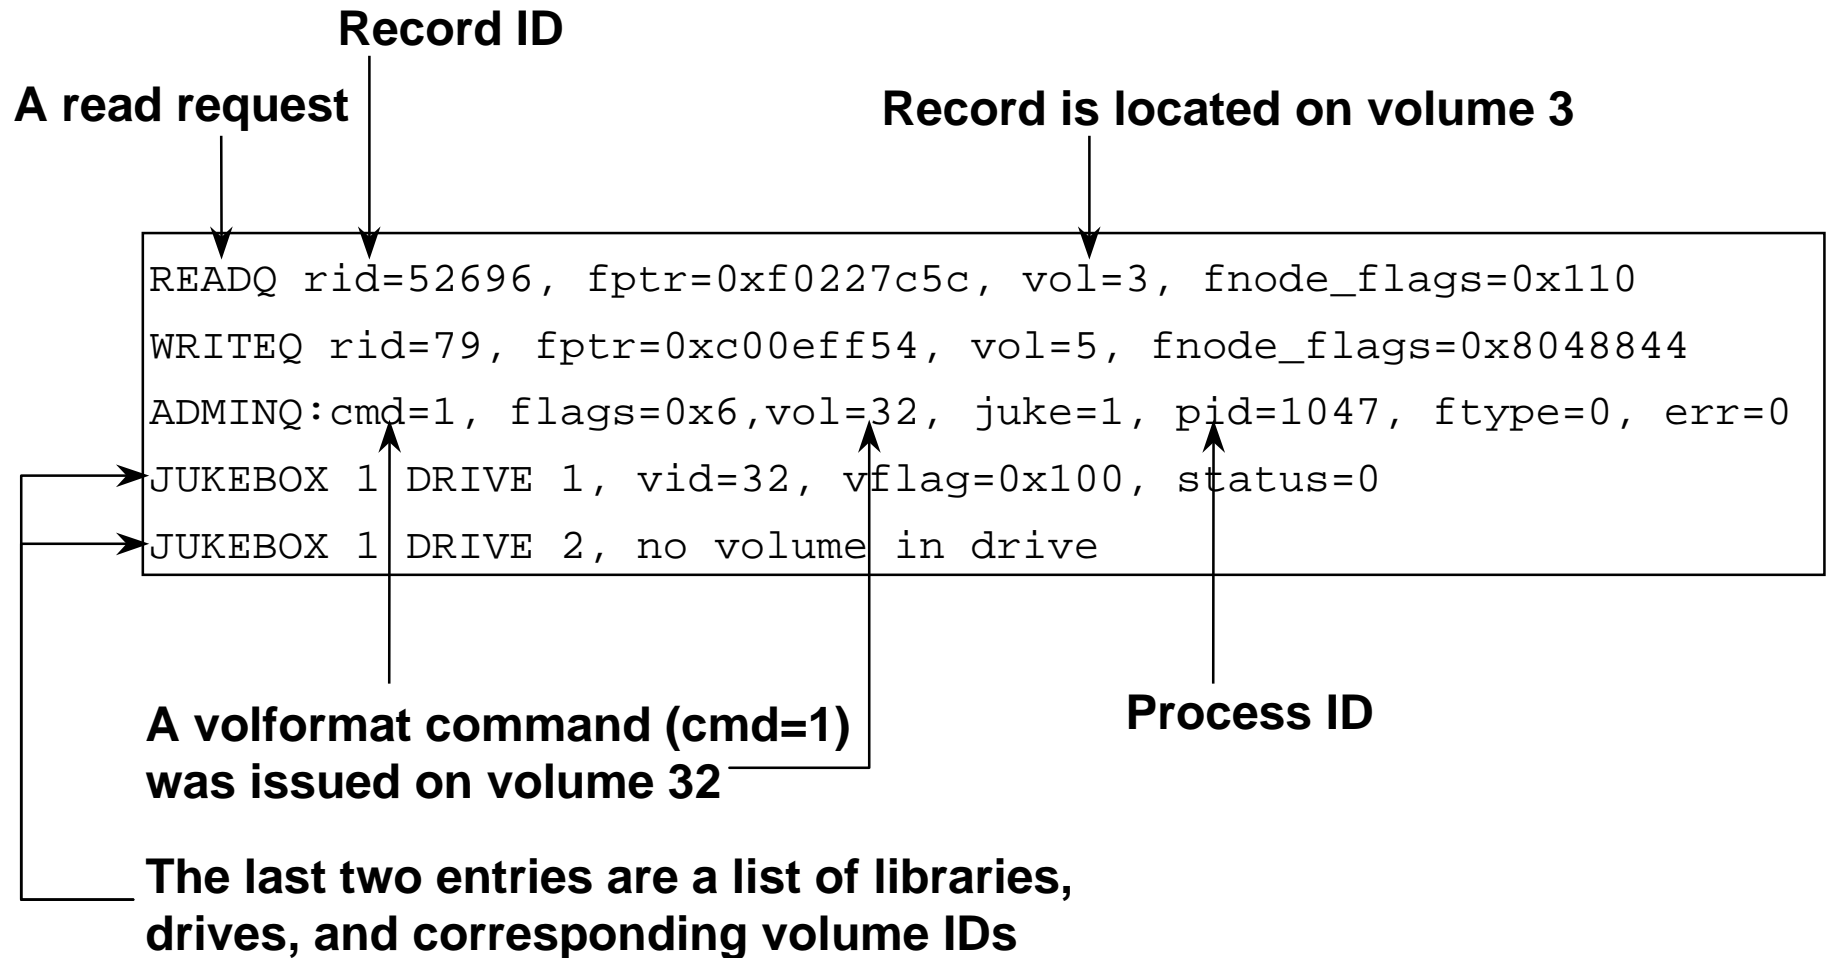 Record ID
A read request
Record is located on volume 3
READQ rid=52696, fptr=0xf0227c5c, vol=3, fnode_flags=0x110
WRITEQ rid=79, fptr=0xc00eff54, vol=5, fnode_flags=0x8048844
ADMINQ:cmd=1, flags=0x6,vol=32, juke=1, pid=1047, ftype=0, err=0
JUKEBOX 1 DRIVE 1, vid=32, vflag=0x100, status=0
JUKEBOX 1 DRIVE 2, no volume in drive
A volformat command (cmd=1)
was issued on volume 32
Process ID
The last two entries are a list of libraries,
drives, and corresponding volume IDs